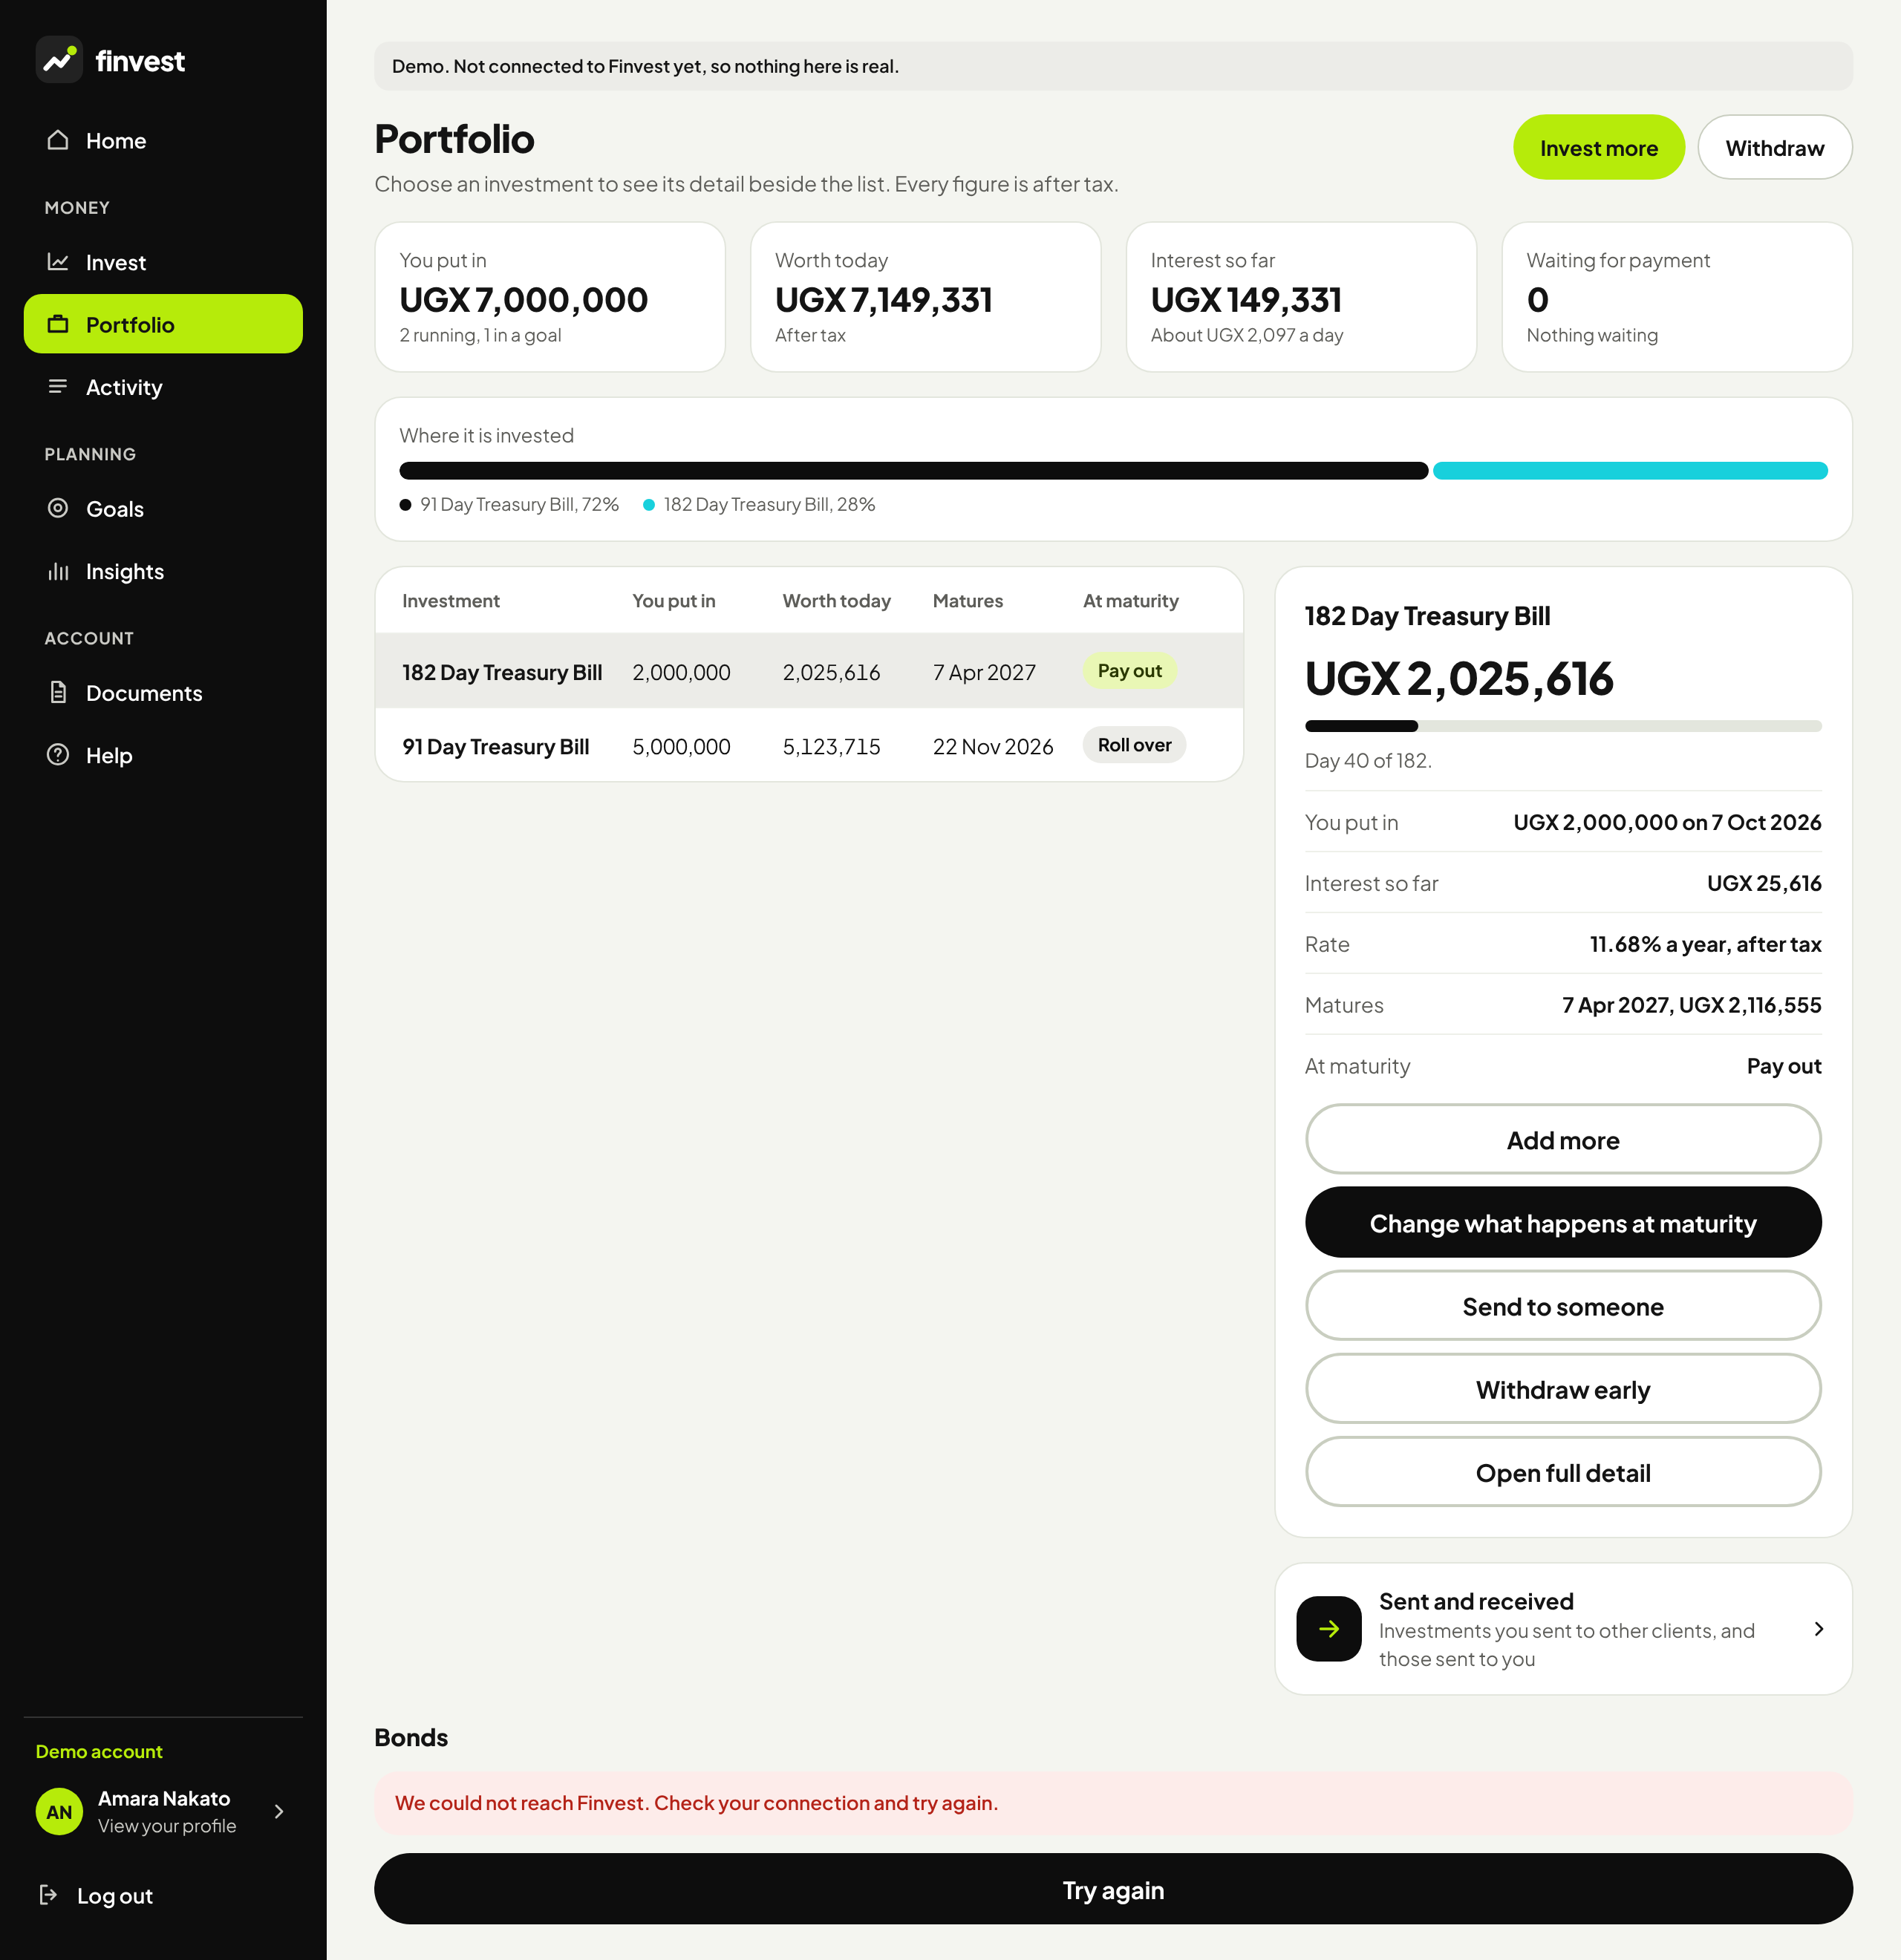 finvest
Home
MONEY
Invest
Portfolio
Activity
PLANNING
Goals
Insights
ACCOUNT
Documents
Help
Demo account
AN
Amara Nakato
View your profile
Log out
Demo. Not connected to Finvest yet, so nothing here is real.
Portfolio
Choose an investment to see its detail beside the list. Every figure is after tax.
Invest more
Withdraw
You put in
UGX 7,000,000
2 running, 1 in a goal
Worth today
UGX 7,149,331
After tax
Interest so far
UGX 149,331
About UGX 2,097 a day
Waiting for payment
0
Nothing waiting
Where it is invested
91 Day Treasury Bill, 72%
182 Day Treasury Bill, 28%
Investment You put in Worth today Matures At maturity
182 Day Treasury Bill 2,000,000 2,025,616 7 Apr 2027 Pay out
91 Day Treasury Bill 5,000,000 5,123,715 22 Nov 2026 Roll over
182 Day Treasury Bill
UGX 2,025,616
Day 40 of 182.
You put in UGX 2,000,000 on 7 Oct 2026
Interest so far UGX 25,616
Rate 11.68% a year, after tax
Matures 7 Apr 2027, UGX 2,116,555
At maturity Pay out
Add more
Change what happens at maturity
Send to someone
Withdraw early
Open full detail
Sent and received
Investments you sent to other clients, and
those sent to you
Bonds
We could not reach Finvest. Check your connection and try again.
Try again